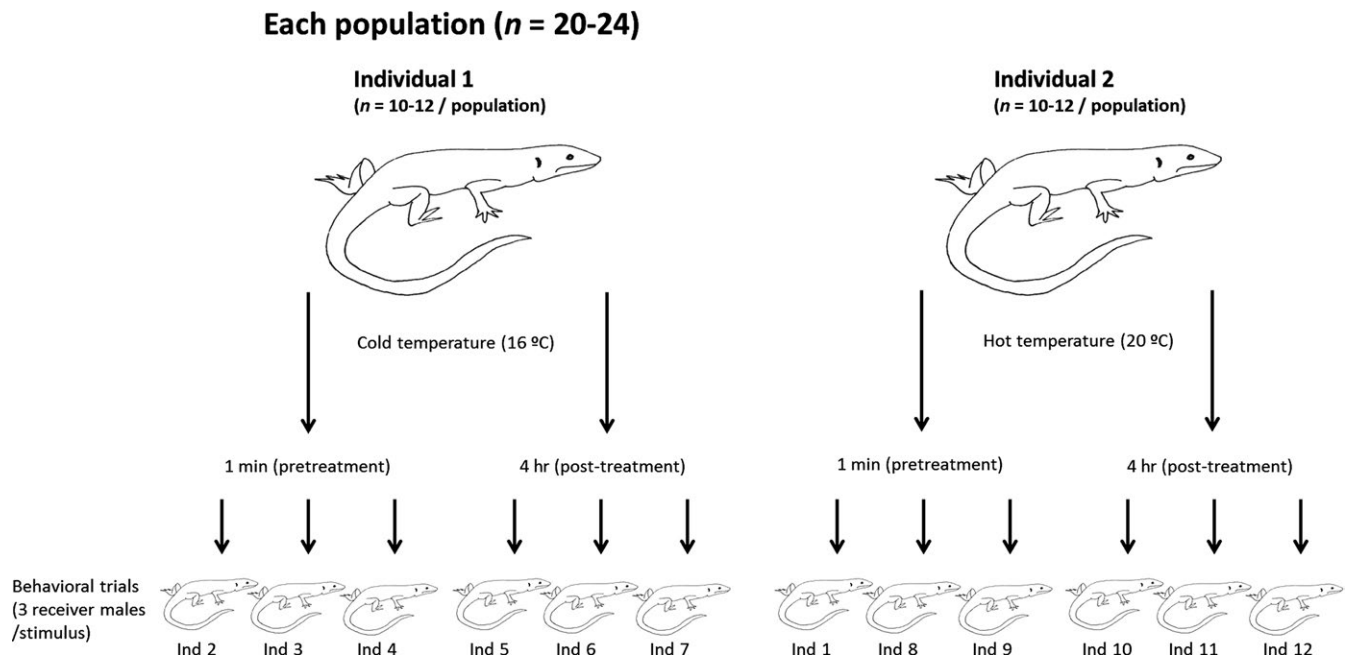 Each population (n = 20-24)
Individual 1
(n = 10-12 / population)
Individual 2
(n = 10-12 / population)
Cold temperature (16 ºC)
Hot temperature (20 ºC)
1 min (pretreatment)
4 hr (post-treatment)
1 min (pretreatment)
4 hr (post-treatment)
Behavioral trials
(3 receiver males
/stimulus)
Ind 2
Ind 3
Ind 4
Ind 5
Ind 6
Ind 7
Ind 1
Ind 8
Ind 9
Ind 10
Ind 11
Ind 12